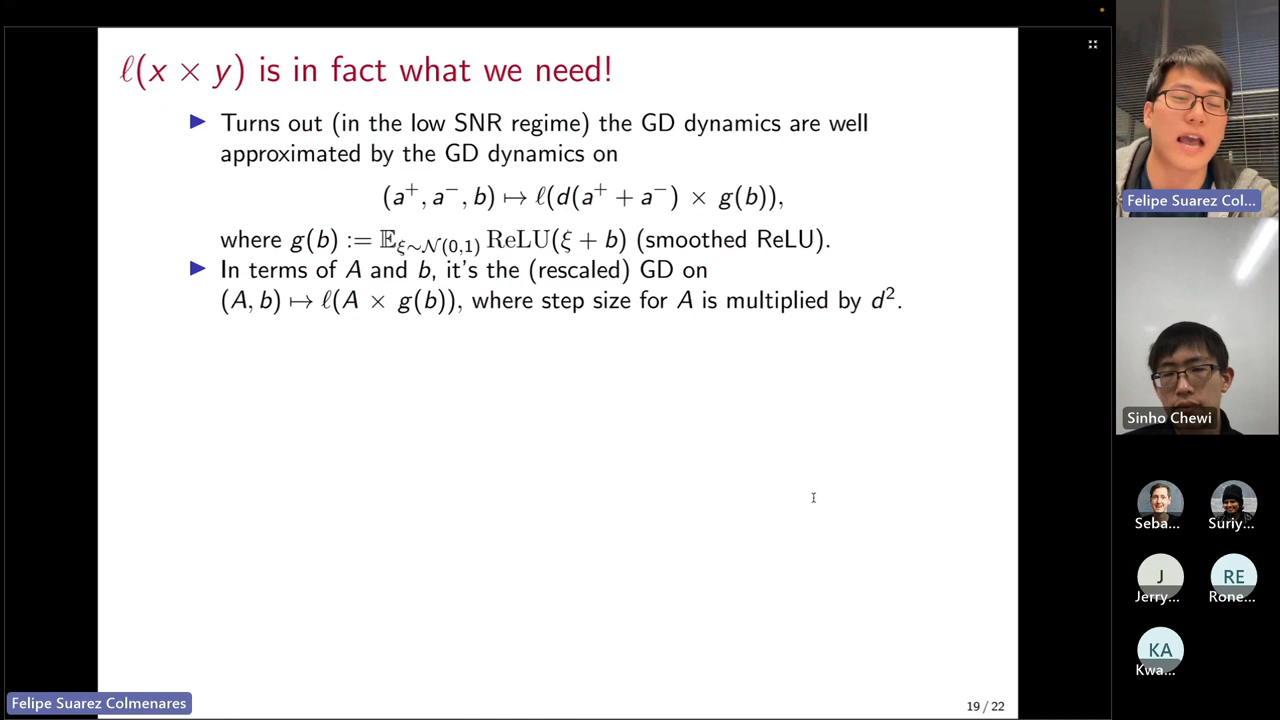 ℓ(x × y) is in fact what we need!
▶ Turns out (in the low SNR regime) the GD dynamics are well
approximated by the GD dynamics on
(a⁺, a⁻, b) ↦ ℓ(d(a⁺ + a⁻) × g(b)),
where g(b) := 𝔼_{ξ∼𝒩(0,1)} ReLU(ξ + b) (smoothed ReLU).
▶ In terms of A and b, it's the (rescaled) GD on
(A, b) ↦ ℓ(A × g(b)), where step size for A is multiplied by d².
19 / 22
Felipe Suarez Colmenares
Felipe Suarez Col...
Sinho Chewi
Seba...
Suriy...
J
Jerry...
RE
Rone...
KA
Kwa...